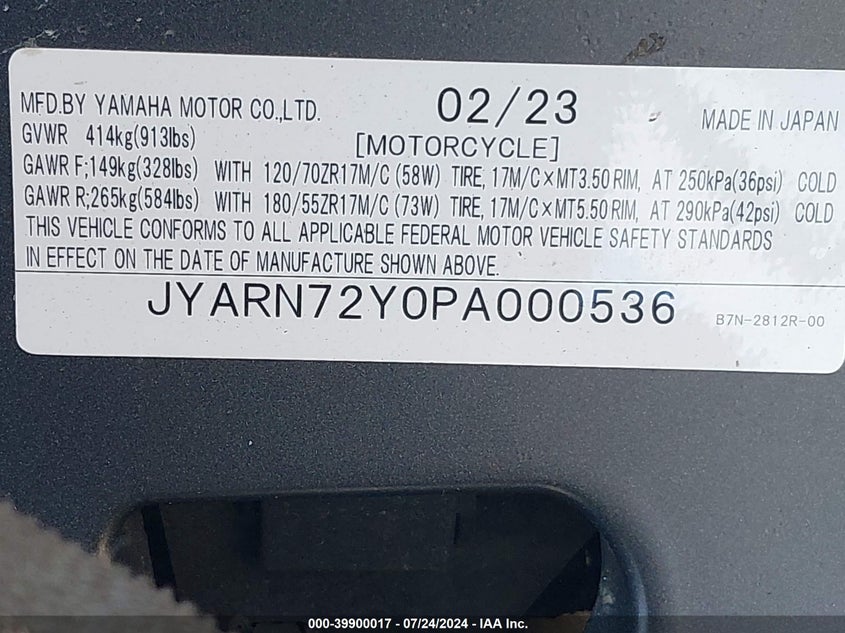 MFD.BY YAMAHA MOTOR CO.,LTD. 02/23 MADE IN JAPAN
GVWR 414kg(913lbs) [MOTORCYCLE]
GAWR F;149kg(328lbs) WITH 120/70ZR17M/C (58W) TIRE, 17M/C×MT3.50 RIM, AT 250kPa(36psi) COLD
GAWR R;265kg(584lbs) WITH 180/55ZR17M/C (73W) TIRE, 17M/C×MT5.50 RIM, AT 290kPa(42psi) COLD
THIS VEHICLE CONFORMS TO ALL APPLICABLE FEDERAL MOTOR VEHICLE SAFETY STANDARDS
IN EFFECT ON THE DATE OF MANUFACTURE SHOWN ABOVE.
JYARN72Y0PA000536 B7N-2812R-00
000-39900017 - 07/24/2024 - IAA Inc.